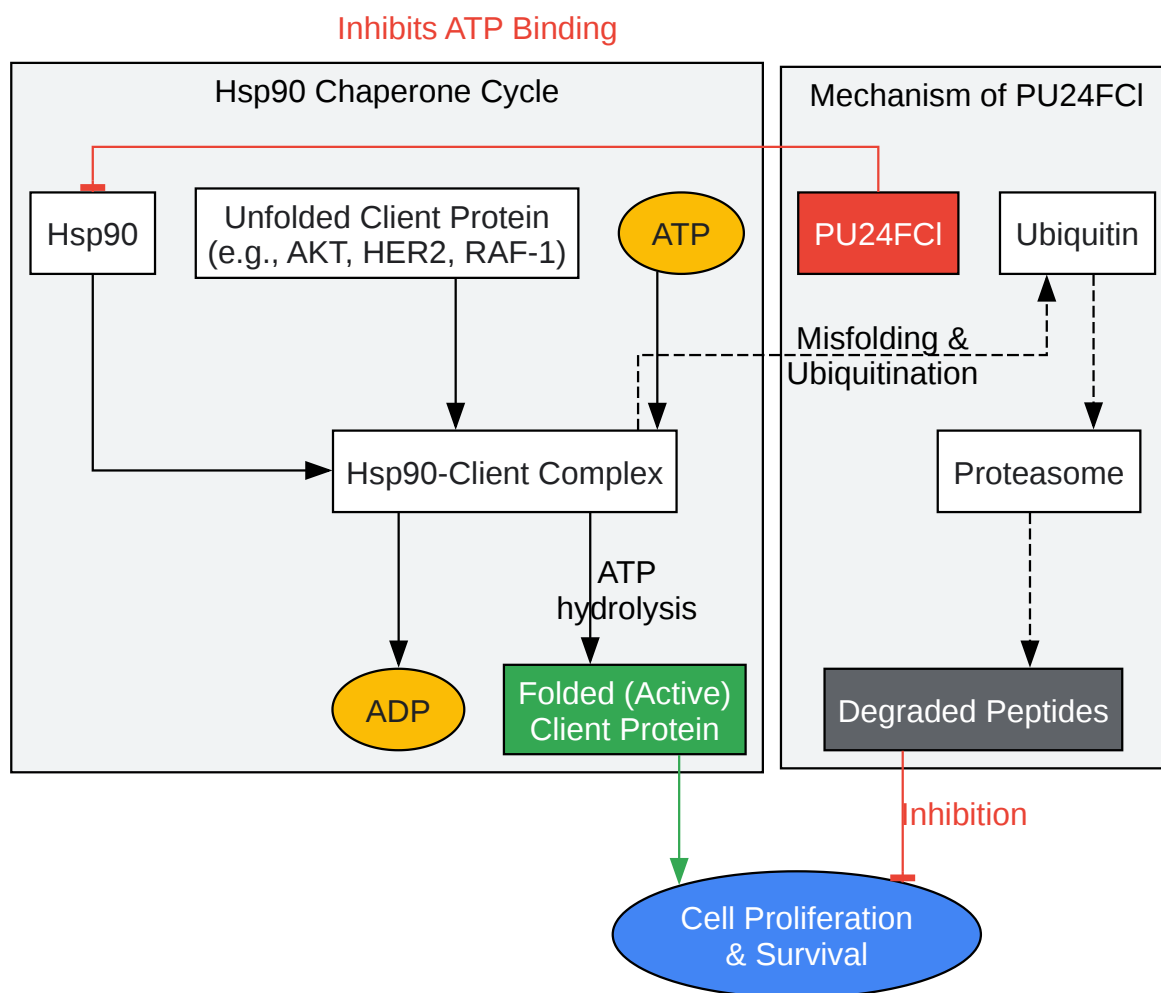 Inhibits ATP Binding
Hsp90 Chaperone Cycle
Mechanism of PU24FCl
Hsp90
Unfolded Client Protein
(e.g., AKT, HER2, RAF-1)
ATP
PU24FCl
Ubiquitin
Misfolding &
Ubiquitination
Hsp90-Client Complex
Proteasome
ATP
hydrolysis
ADP
Folded (Active)
Client Protein
Degraded Peptides
Inhibition
Cell Proliferation
& Survival